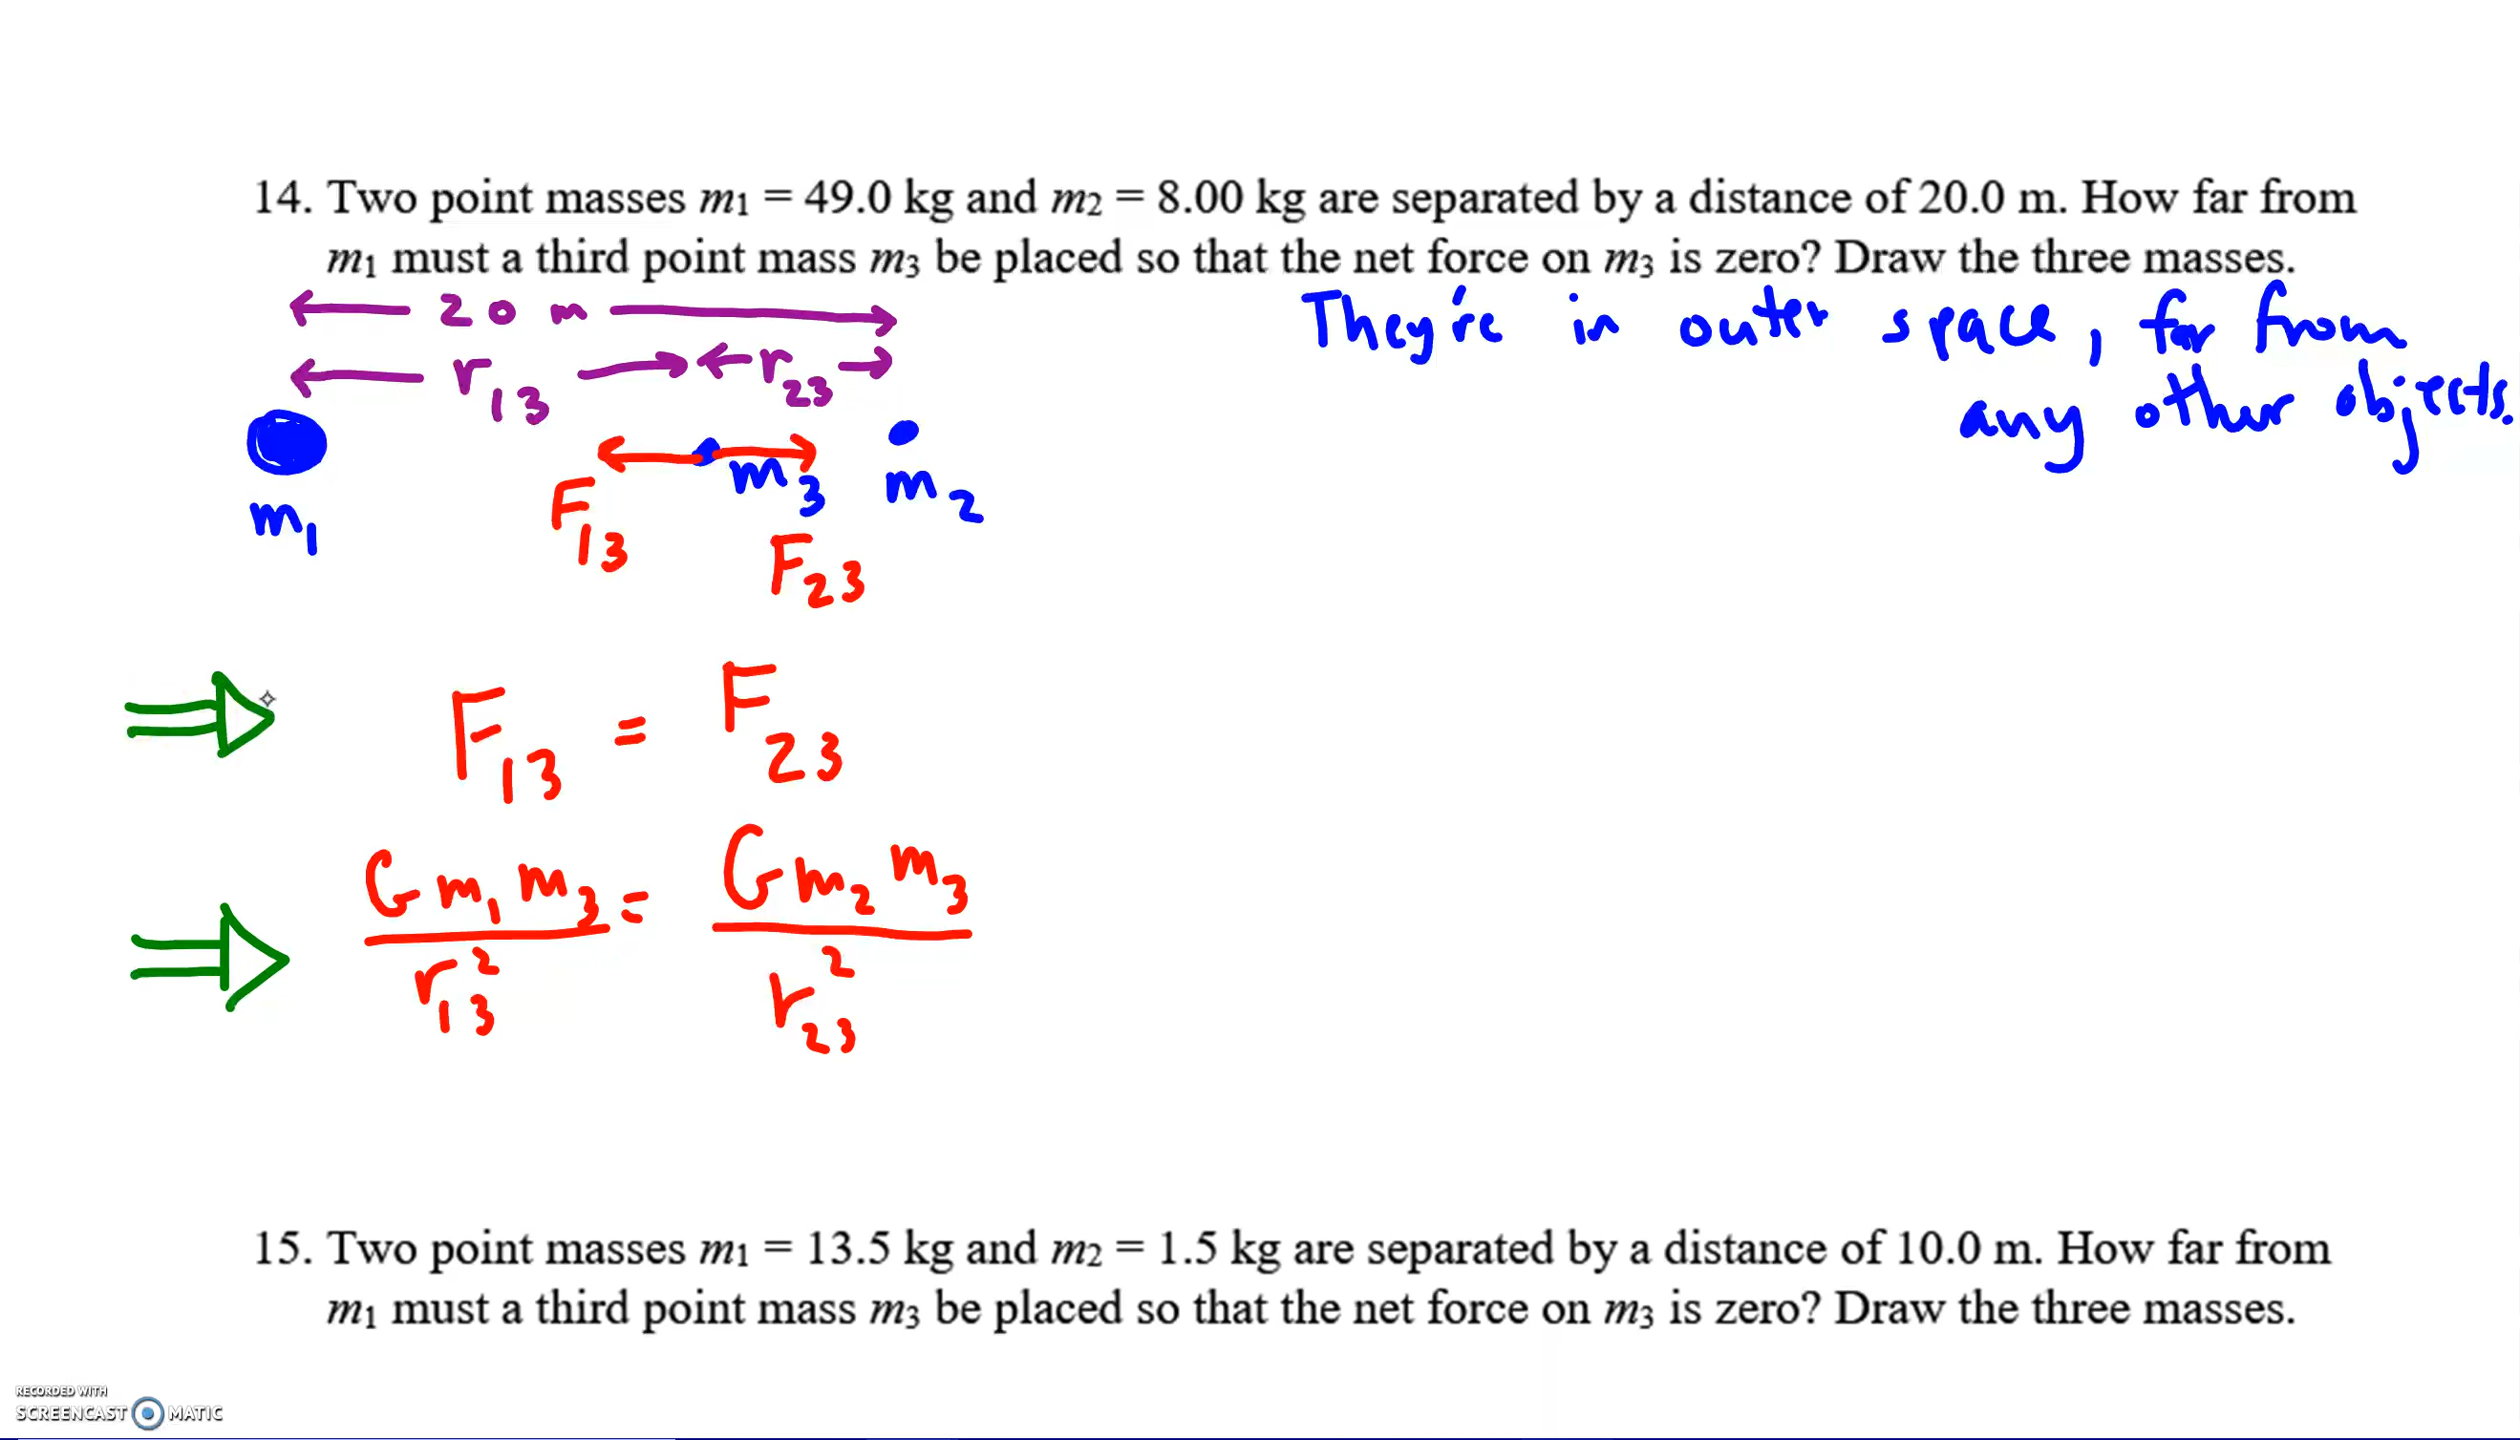 14. Two point masses m1 = 49.0 kg and m2 = 8.00 kg are separated by a distance of 20.0 m. How far from
m1 must a third point mass m3 be placed so that the net force on m3 is zero? Draw the three masses.
20 m
They're in outer space, far from
any other objects.
r13 r23
m1 m3 m2
F13 F23
F13 = F23
Gm1m3 = Gm2m3
r13² r23²
15. Two point masses m1 = 13.5 kg and m2 = 1.5 kg are separated by a distance of 10.0 m. How far from
m1 must a third point mass m3 be placed so that the net force on m3 is zero? Draw the three masses.
RECORDED WITH
SCREENCAST MATIC